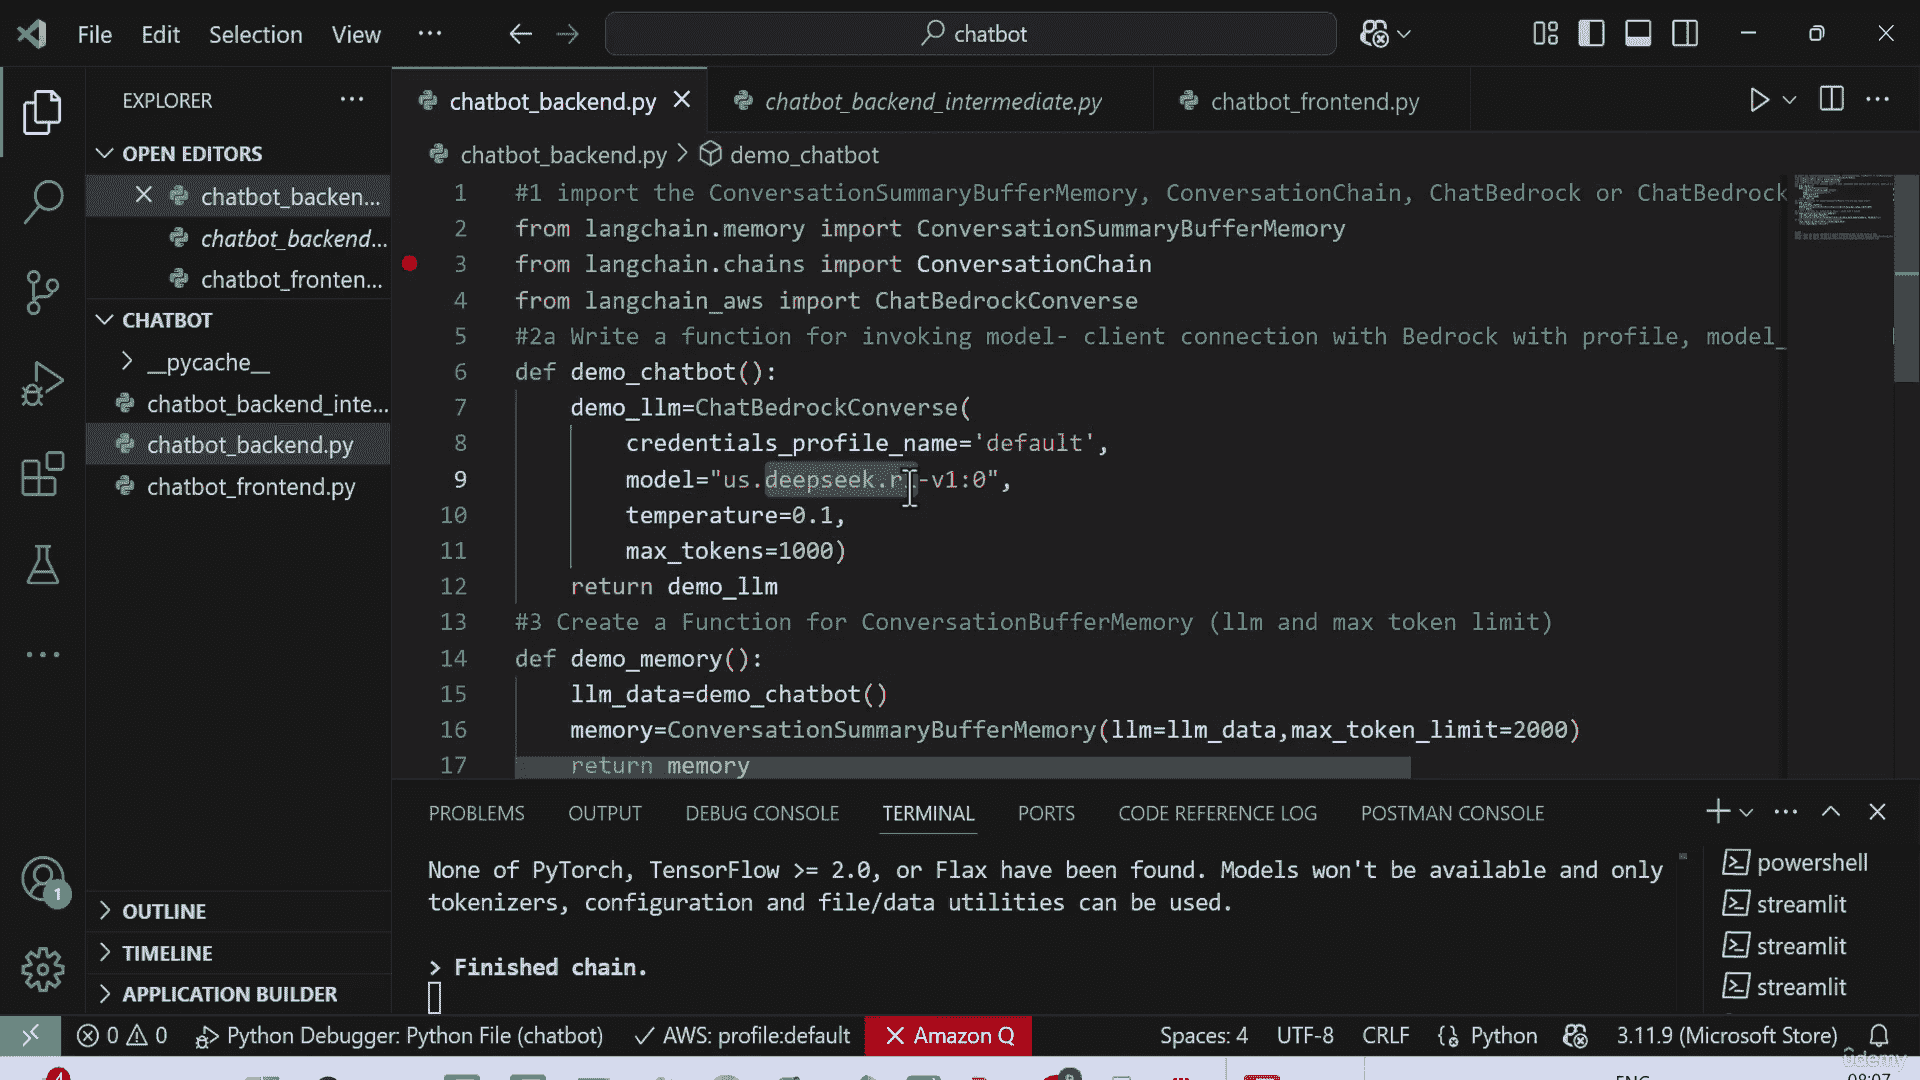 File Edit Selection View ··· chatbot
EXPLORER ···
OPEN EDITORS
chatbot_backen...
chatbot_backend...
chatbot_fronten...
CHATBOT
__pycache__
chatbot_backend_inte...
chatbot_backend.py
chatbot_frontend.py
OUTLINE
TIMELINE
APPLICATION BUILDER
1
chatbot_backend.py chatbot_backend_intermediate.py chatbot_frontend.py
chatbot_backend.py > demo_chatbot
1 #1 import the ConversationSummaryBufferMemory, ConversationChain, ChatBedrock or ChatBedrock
2 from langchain.memory import ConversationSummaryBufferMemory
3 from langchain.chains import ConversationChain
4 from langchain_aws import ChatBedrockConverse
5 #2a Write a function for invoking model- client connection with Bedrock with profile, model_
6 def demo_chatbot():
7 demo_llm=ChatBedrockConverse(
8 credentials_profile_name='default',
9 model="us.deepseek.r1-v1:0",
10 temperature=0.1,
11 max_tokens=1000)
12 return demo_llm
13 #3 Create a Function for ConversationBufferMemory (llm and max token limit)
14 def demo_memory():
15 llm_data=demo_chatbot()
16 memory=ConversationSummaryBufferMemory(llm=llm_data,max_token_limit=2000)
17 return memory
PROBLEMS OUTPUT DEBUG CONSOLE TERMINAL PORTS CODE REFERENCE LOG POSTMAN CONSOLE
None of PyTorch, TensorFlow >= 2.0, or Flax have been found. Models won't be available and only
tokenizers, configuration and file/data utilities can be used.
> Finished chain.
powershell
streamlit
streamlit
streamlit
0 0 Python Debugger: Python File (chatbot) AWS: profile:default Amazon Q Spaces: 4 UTF-8 CRLF {} Python 3.11.9 (Microsoft Store)
udemy